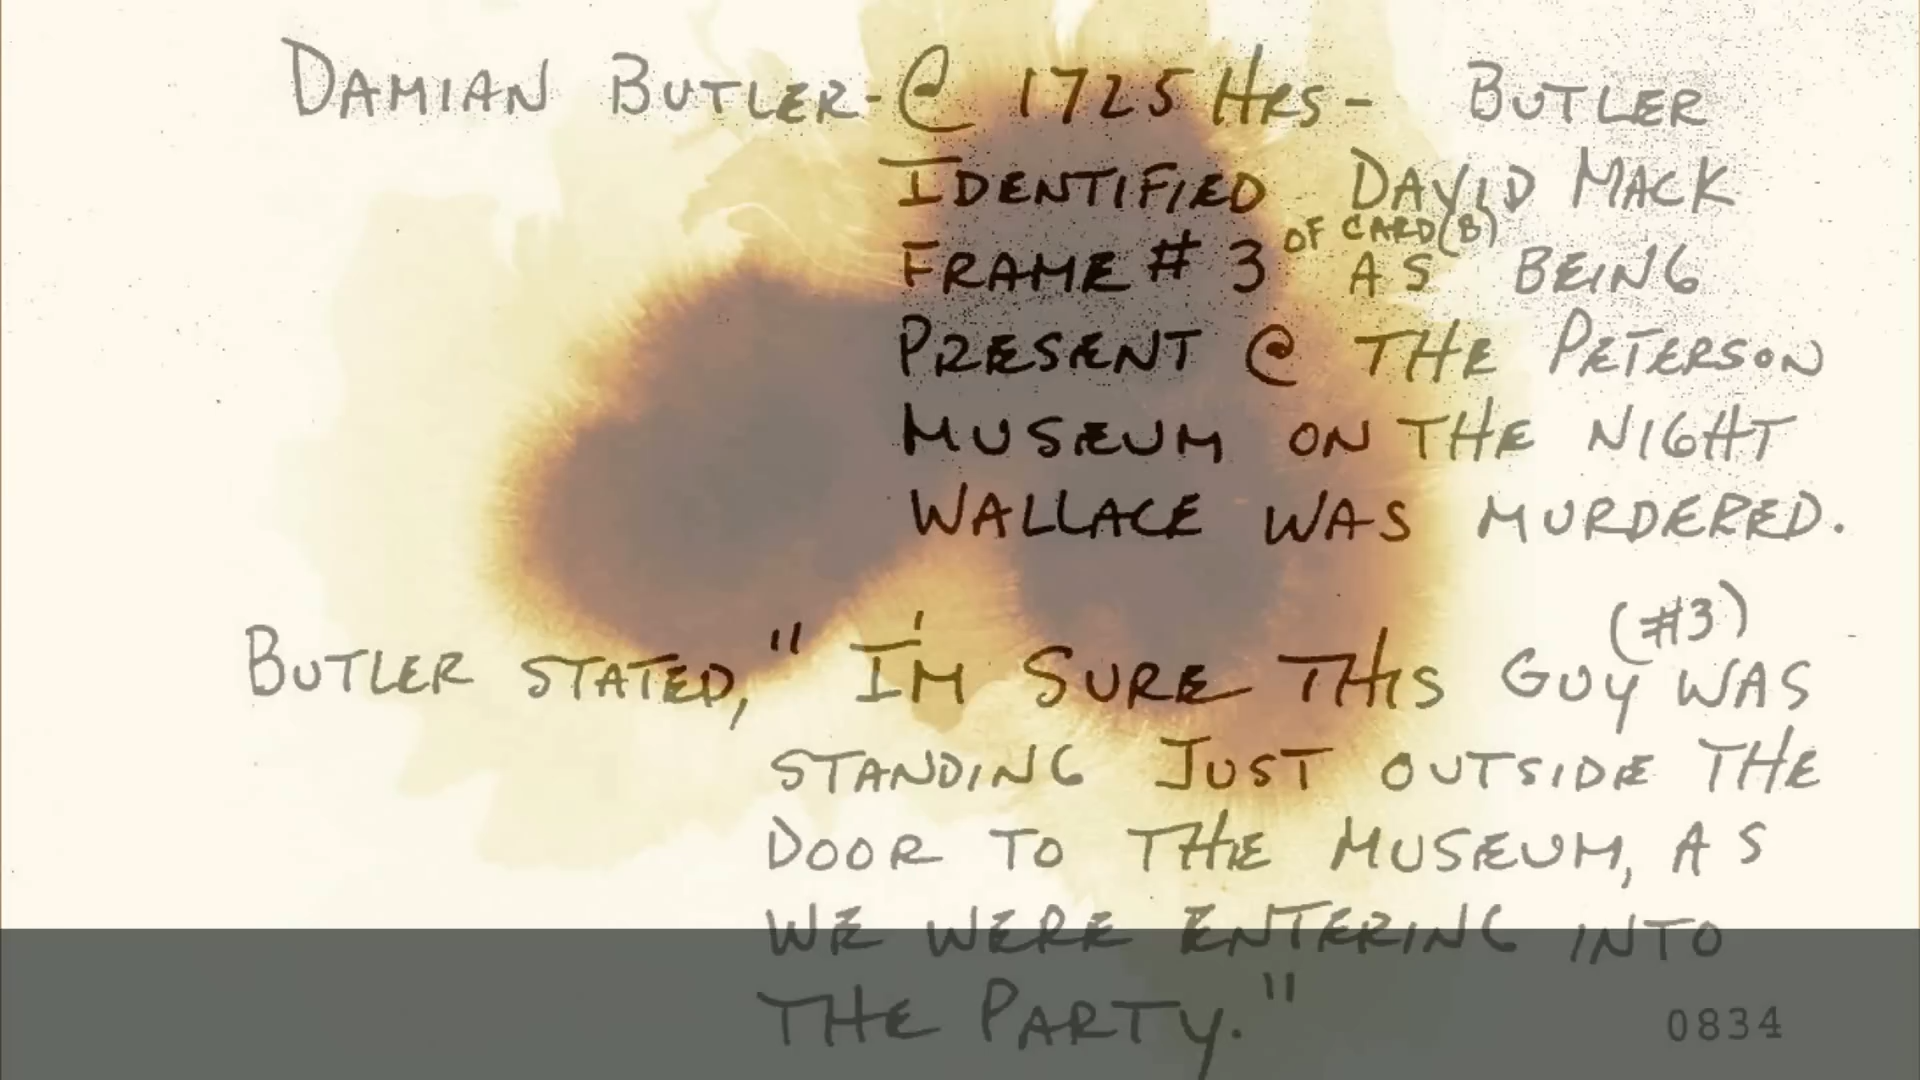 DAMIAN BUTLER - @ 1725 HRS - BUTLER
IDENTIFIED DAVID MACK
FRAME # 3 OF CARD (B) AS BEING
PRESENT @ THE PETERSON
MUSEUM ON THE NIGHT
WALLACE WAS MURDERED.
BUTLER STATED, " I'M SURE THIS GUY (#3) WAS
STANDING JUST OUTSIDE THE
DOOR TO THE MUSEUM, AS
WE WERE ENTERING INTO
THE PARTY."
0834